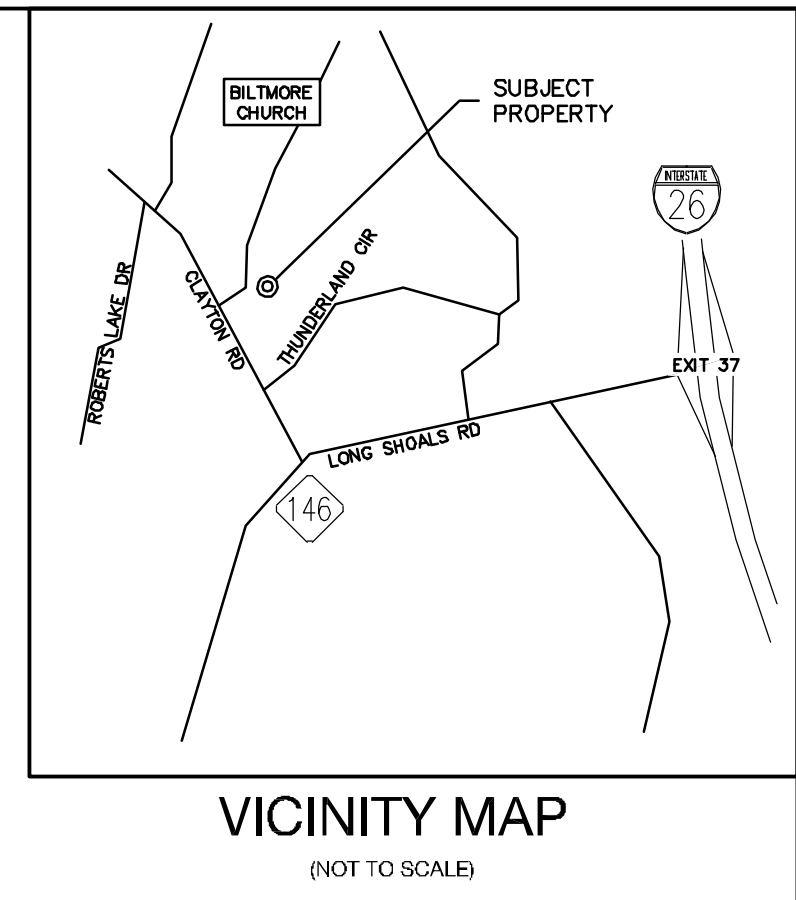 BILTMORE
CHURCH
SUBJECT
PROPERTY
INTERSTATE
26
ROBERTS LAKE DR
CLAYTON RD
THUNDERLAND CIR
EXIT 37
LONG SHOALS RD
146
VICINITY MAP
(NOT TO SCALE)